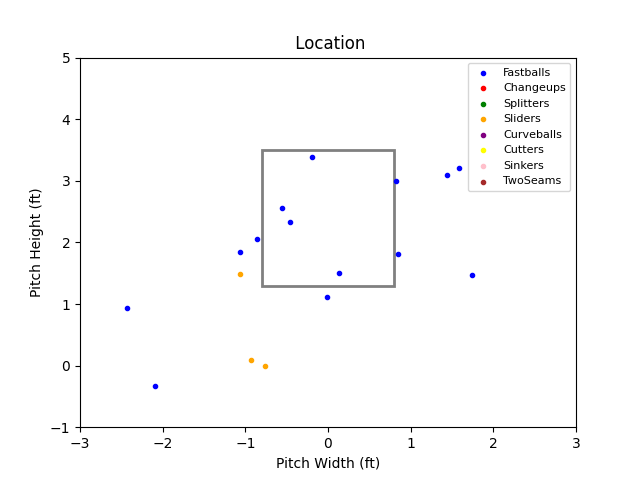 Location
Pitch Height (ft)
5
4
3
2
1
0
−1
Fastballs
Changeups
Splitters
Sliders
Curveballs
Cutters
Sinkers
TwoSeams
−3
−2
−1
0
1
2
3
Pitch Width (ft)